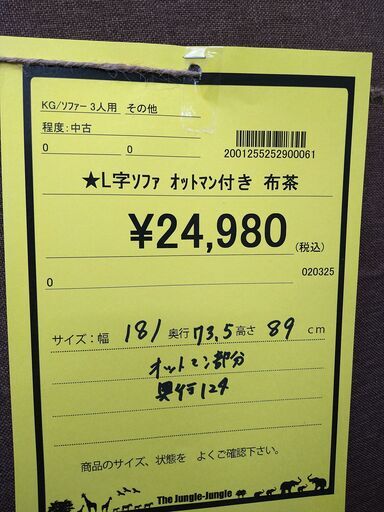 KG/ｿﾌｧｰ 3人用 その他
程度:中古
0 0
2001255252900061
★L字ｿﾌｧ ｵｯﾄﾏﾝ付き 布茶
¥24,980
(税込)
020325
0
サイズ:幅 181 奥行 73.5 高さ 89 cm
オットマン部分
奥行124
商品のサイズ、状態を よくご確認下さい。
The Jungle-Jungle